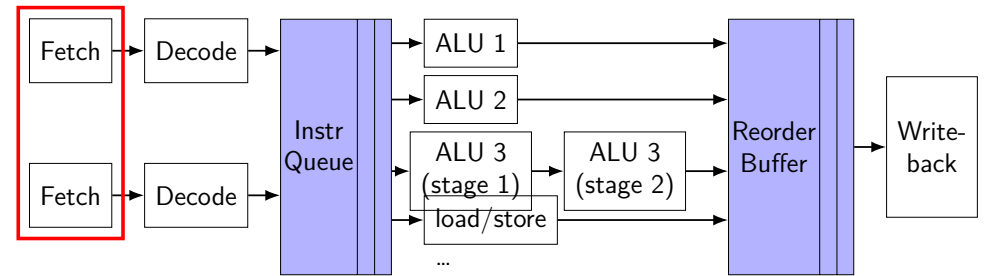 Fetch
Decode
Fetch
Decode
Instr
Queue
ALU 1
ALU 2
ALU 3
(stage 1)
ALU 3
(stage 2)
load/store
...
Reorder
Buffer
Write-
back